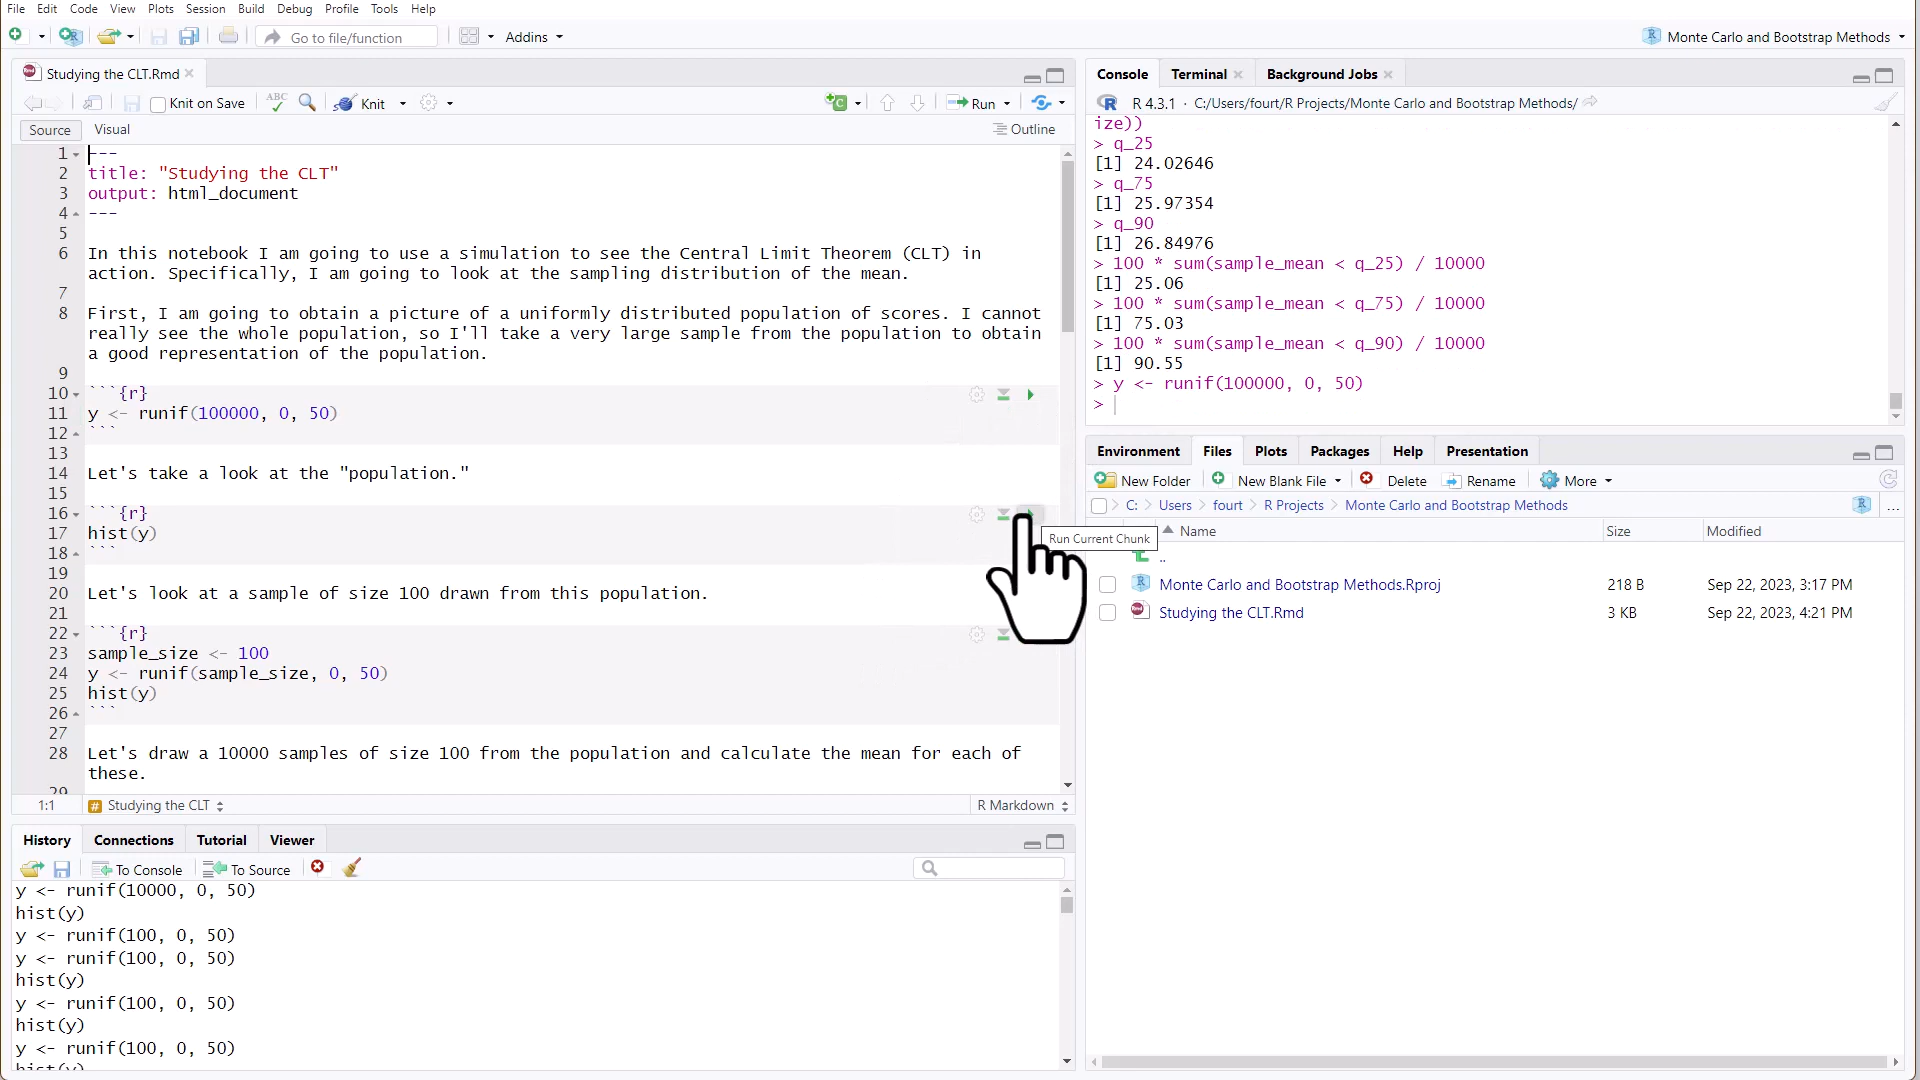 File Edit Code View Plots Session Build Debug Profile Tools Help
Go to file/function Addins Monte Carlo and Bootstrap Methods
Studying the CLT.Rmd
Knit on Save ABC Knit Run
Source Visual Outline
1 ---
2 title: "Studying the CLT"
3 output: html_document
4 ---
5
6 In this notebook I am going to use a simulation to see the Central Limit Theorem (CLT) in
action. Specifically, I am going to look at the sampling distribution of the mean.
7
8 First, I am going to obtain a picture of a uniformly distributed population of scores. I cannot
really see the whole population, so I'll take a very large sample from the population to obtain
a good representation of the population.
9
10 ```{r}
11 y <- runif(100000, 0, 50)
12 ```
13
14 Let's take a look at the "population."
15
16 ```{r}
17 hist(y)
18 ```
19
20 Let's look at a sample of size 100 drawn from this population.
21
22 ```{r}
23 sample_size <- 100
24 y <- runif(sample_size, 0, 50)
25 hist(y)
26 ```
27
28 Let's draw a 10000 samples of size 100 from the population and calculate the mean for each of
these.
29
Run Current Chunk
1:1 # Studying the CLT R Markdown
History Connections Tutorial Viewer
To Console To Source
y <- runif(10000, 0, 50)
hist(y)
y <- runif(100, 0, 50)
y <- runif(100, 0, 50)
hist(y)
y <- runif(100, 0, 50)
hist(y)
y <- runif(100, 0, 50)
hist(y)
Console Terminal Background Jobs
R R 4.3.1 · C:/Users/fourt/R Projects/Monte Carlo and Bootstrap Methods/
ize))
> q_25
[1] 24.02646
> q_75
[1] 25.97354
> q_90
[1] 26.84976
> 100 * sum(sample_mean < q_25) / 10000
[1] 25.06
> 100 * sum(sample_mean < q_75) / 10000
[1] 75.03
> 100 * sum(sample_mean < q_90) / 10000
[1] 90.55
> y <- runif(100000, 0, 50)
>
Environment Files Plots Packages Help Presentation
New Folder New Blank File Delete Rename More
C: Users fourt R Projects Monte Carlo and Bootstrap Methods ...
Name Size Modified
..
Monte Carlo and Bootstrap Methods.Rproj 218 B Sep 22, 2023, 3:17 PM
Studying the CLT.Rmd 3 KB Sep 22, 2023, 4:21 PM